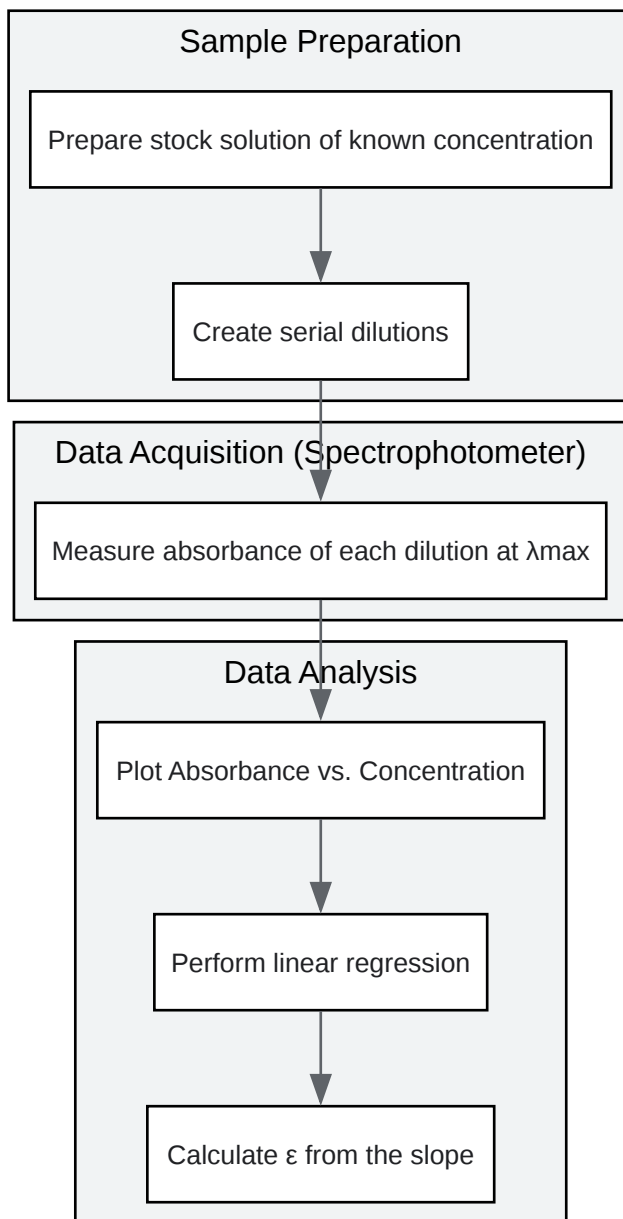 Sample Preparation
Prepare stock solution of known concentration
Create serial dilutions
Data Acquisition (Spectrophotometer)
Measure absorbance of each dilution at λmax
Data Analysis
Plot Absorbance vs. Concentration
Perform linear regression
Calculate ε from the slope